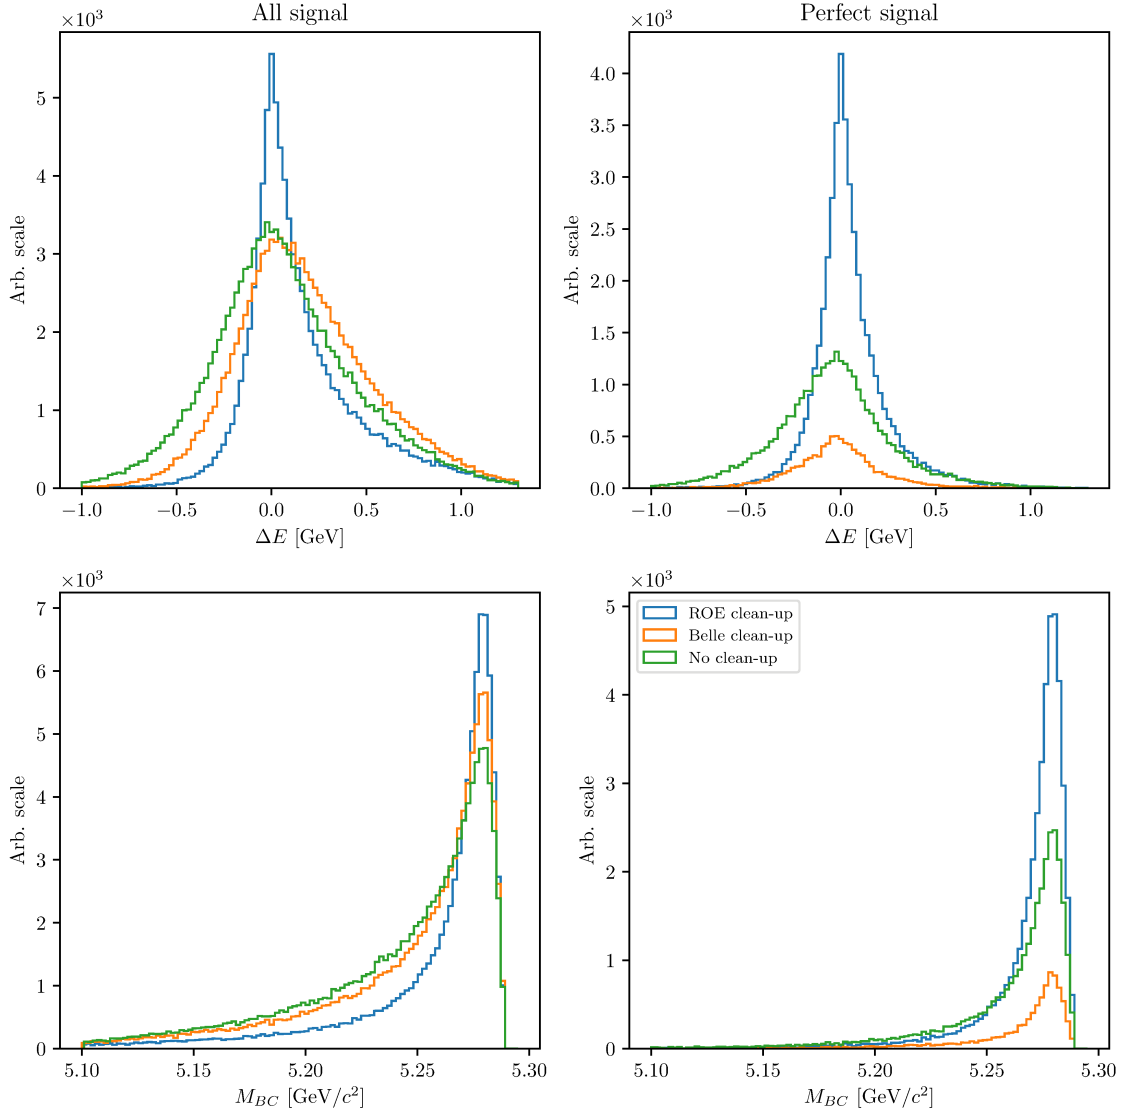 All signal
×10³
5
4
3
2
1
0
Arb. scale
−1.0 −0.5 0.0 0.5 1.0
ΔE [GeV]
Perfect signal
×10³
4.0
3.5
3.0
2.5
2.0
1.5
1.0
0.5
0.0
Arb. scale
−1.0 −0.5 0.0 0.5 1.0
ΔE [GeV]
×10³
7
6
5
4
3
2
1
0
Arb. scale
5.10 5.15 5.20 5.25 5.30
M_BC [GeV/c²]
×10³
5
4
3
2
1
0
Arb. scale
ROE clean-up
Belle clean-up
No clean-up
5.10 5.15 5.20 5.25 5.30
M_BC [GeV/c²]